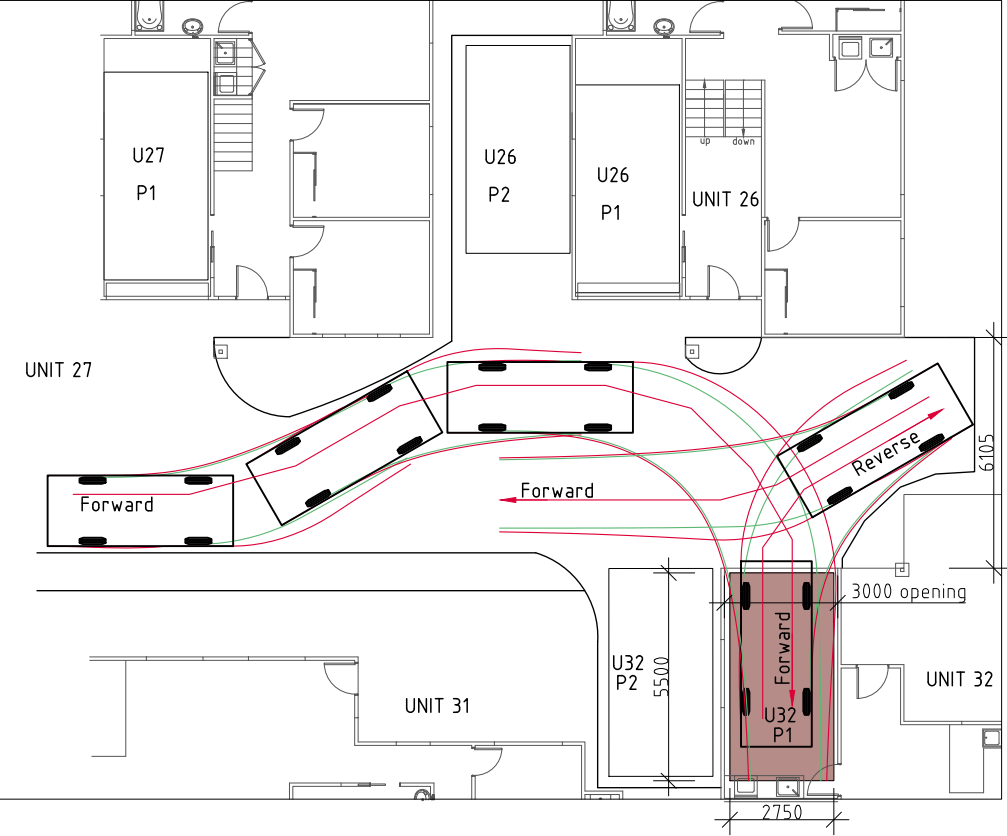 U27
P1
U26
P2
U26
P1
up
down
UNIT 26
UNIT 27
6105
Reverse
Forward
Forward
3000 opening
U32
P2
5500
Forward
U32
P1
UNIT 32
UNIT 31
2750